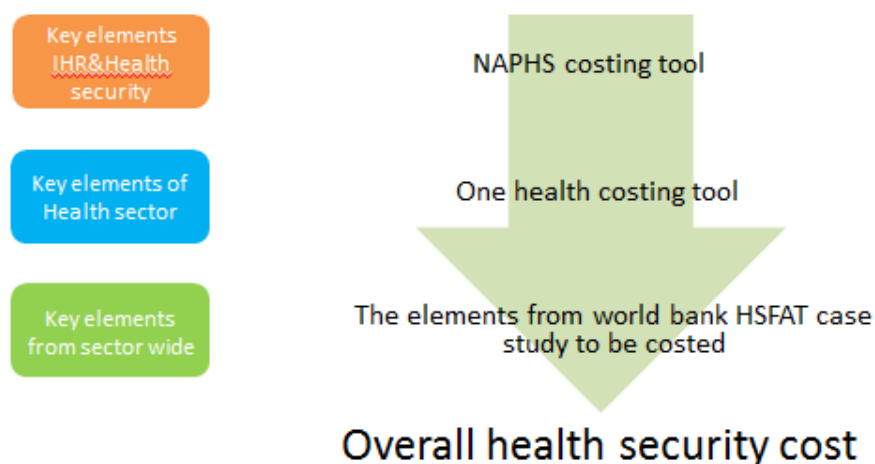 Key elements
IHR&Health
security
NAPHS costing tool
Key elements of
Health sector
One health costing tool
Key elements
from sector wide
The elements from world bank HSFAT case
study to be costed
Overall health security cost